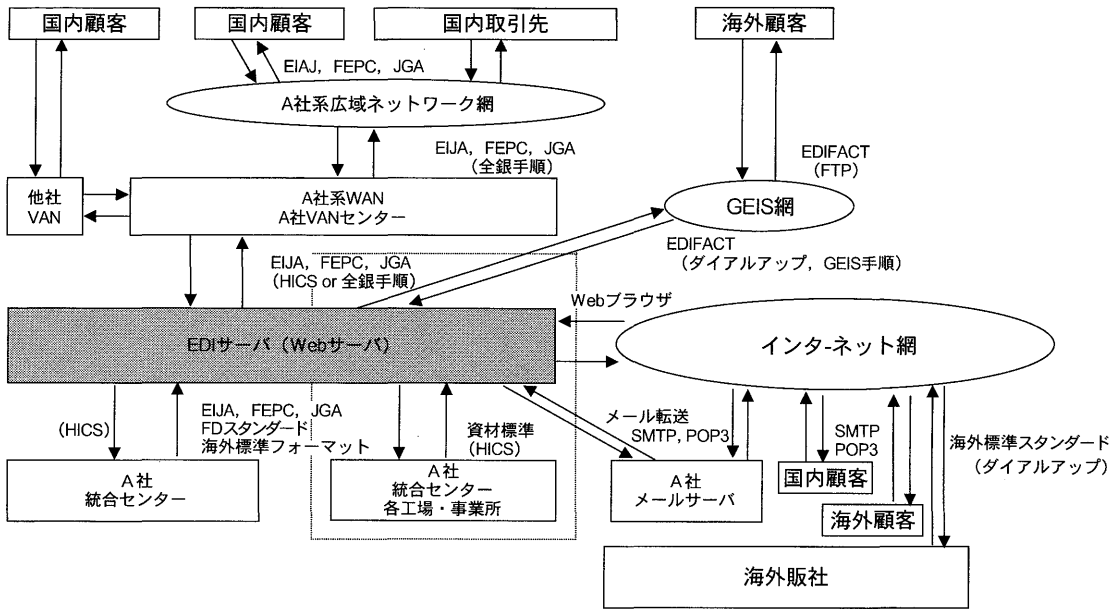 国内顧客
国内顧客
国内取引先
海外顧客
EIAJ, FEPC, JGA
A社系広域ネットワーク網
EIJA, FEPC, JGA
(全銀手順)
EDIFACT
(FTP)
他社
VAN
A社系WAN
A社VANセンター
GEIS網
EDIFACT
(ダイアルアップ, GEIS手順)
EIJA, FEPC, JGA
(HICS or 全銀手順)
Webブラウザ
EDIサーバ (Webサーバ)
インタ-ネット網
(HICS)
EIJA, FEPC, JGA
FDスタンダード
海外標準フォーマット
資材標準
(HICS)
メール転送
SMTP, POP3
SMTP
POP3
海外標準スタンダード
(ダイアルアップ)
A社
統合センター
A社
統合センター
各工場・事業所
A社
メールサーバ
国内顧客
海外顧客
海外販社